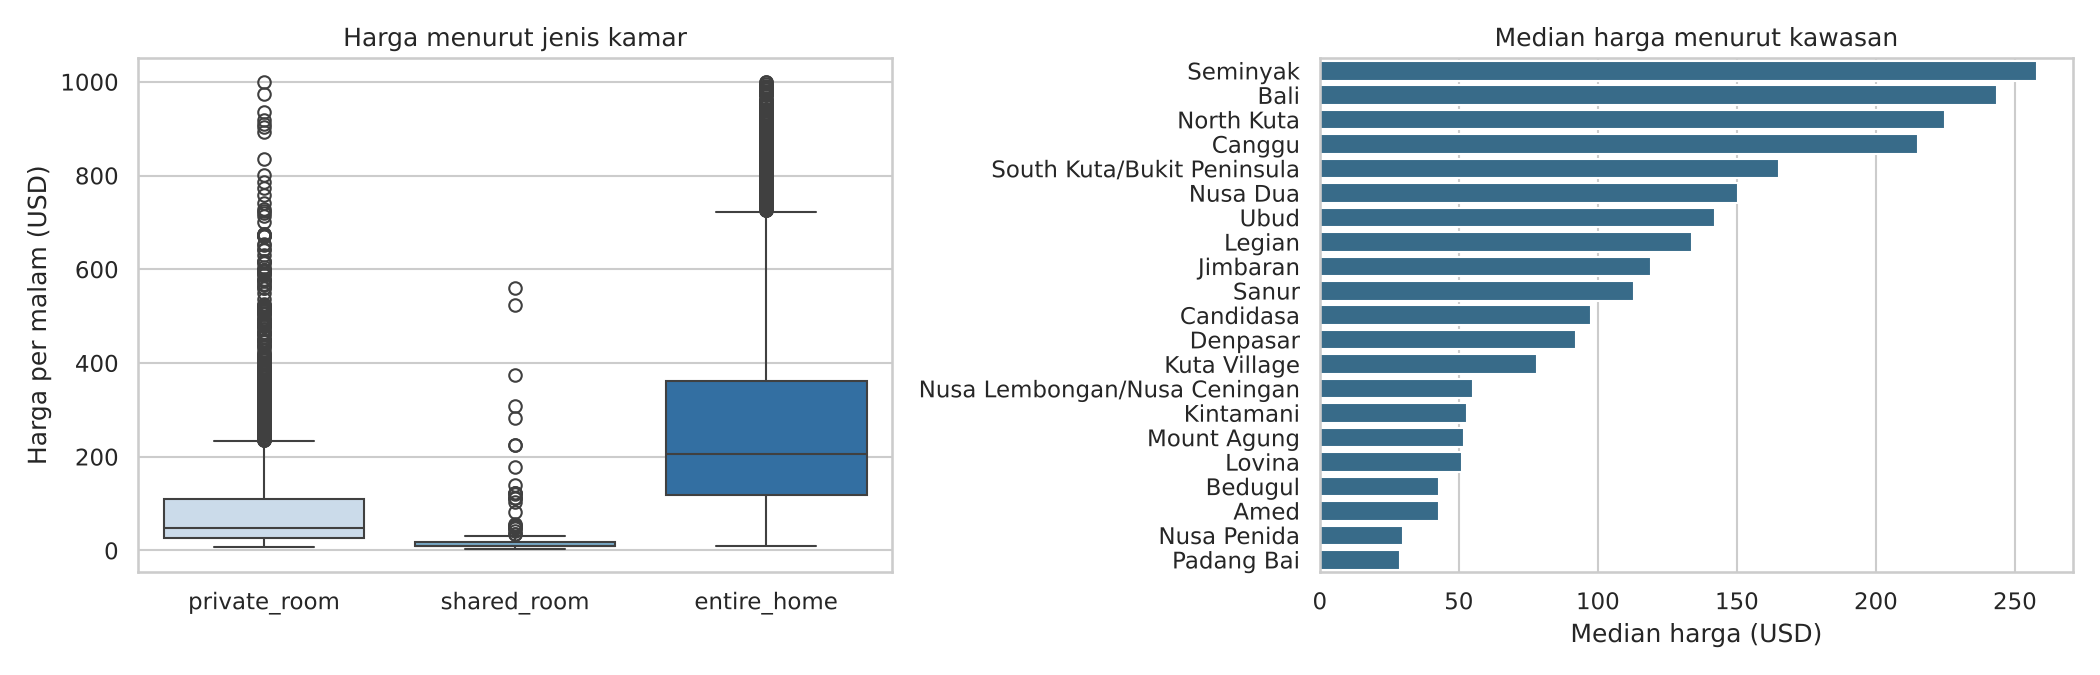 Harga menurut jenis kamar
Harga per malam (USD)
1000
800
600
400
200
0
private_room
shared_room
entire_home
Median harga menurut kawasan
Seminyak
Bali
North Kuta
Canggu
South Kuta/Bukit Peninsula
Nusa Dua
Ubud
Legian
Jimbaran
Sanur
Candidasa
Denpasar
Kuta Village
Nusa Lembongan/Nusa Ceningan
Kintamani
Mount Agung
Lovina
Bedugul
Amed
Nusa Penida
Padang Bai
0 50 100 150 200 250
Median harga (USD)